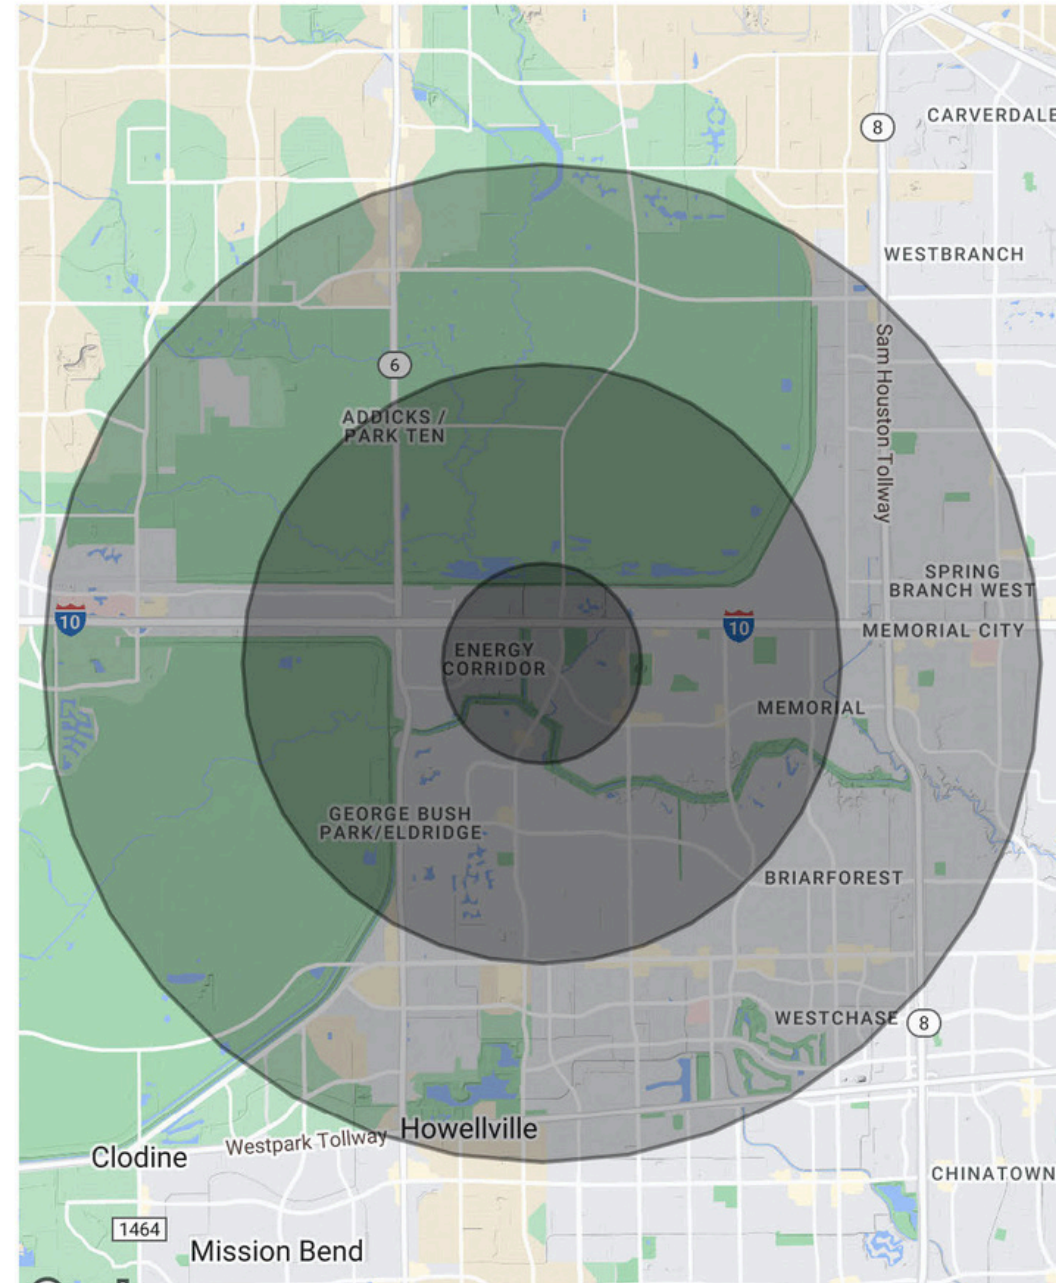 8
CARVERDALE
WESTBRANCH
Sam Houston Tollway
6
ADDICKS /
PARK TEN
SPRING
BRANCH WEST
10
10
MEMORIAL CITY
ENERGY
CORRIDOR
MEMORIAL
GEORGE BUSH
PARK/ELDRIDGE
BRIARFOREST
WESTCHASE
8
Howellville
Westpark Tollway
Clodine
CHINATOWN
1464
Mission Bend